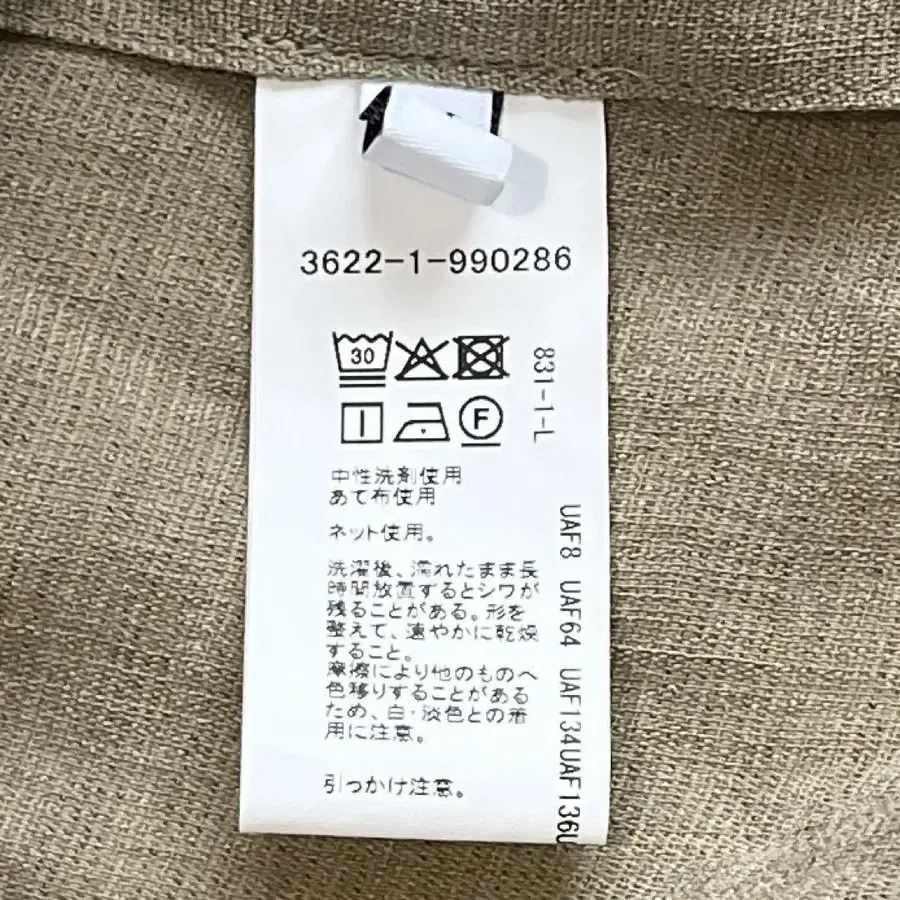 3622-1-990286
30
F
831-1-L
中性洗剤使用
あて布使用
ネット使用。
洗濯後、濡れたまま長
時間放置するとシワが
残ることがある。形を
整えて、速やかに乾燥
すること。
摩擦により他のものへ
色移りすることがある
ため、白・淡色との着
用に注意。
引っかけ注意。
UAF8 UAF64 UAF134UAF136U